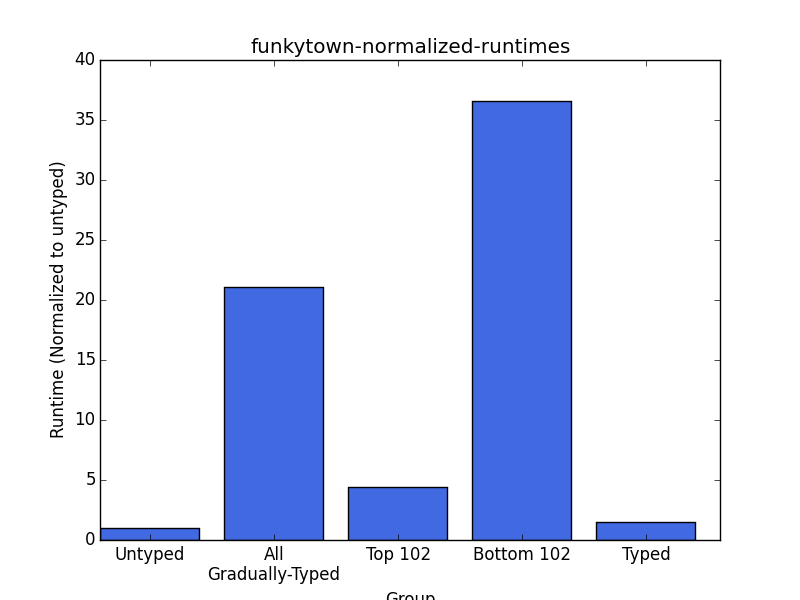 funkytown-normalized-runtimes
40
35
30
25
20
15
10
5
0
Runtime (Normalized to untyped)
Untyped
All
Gradually-Typed
Top 102
Bottom 102
Typed
Group